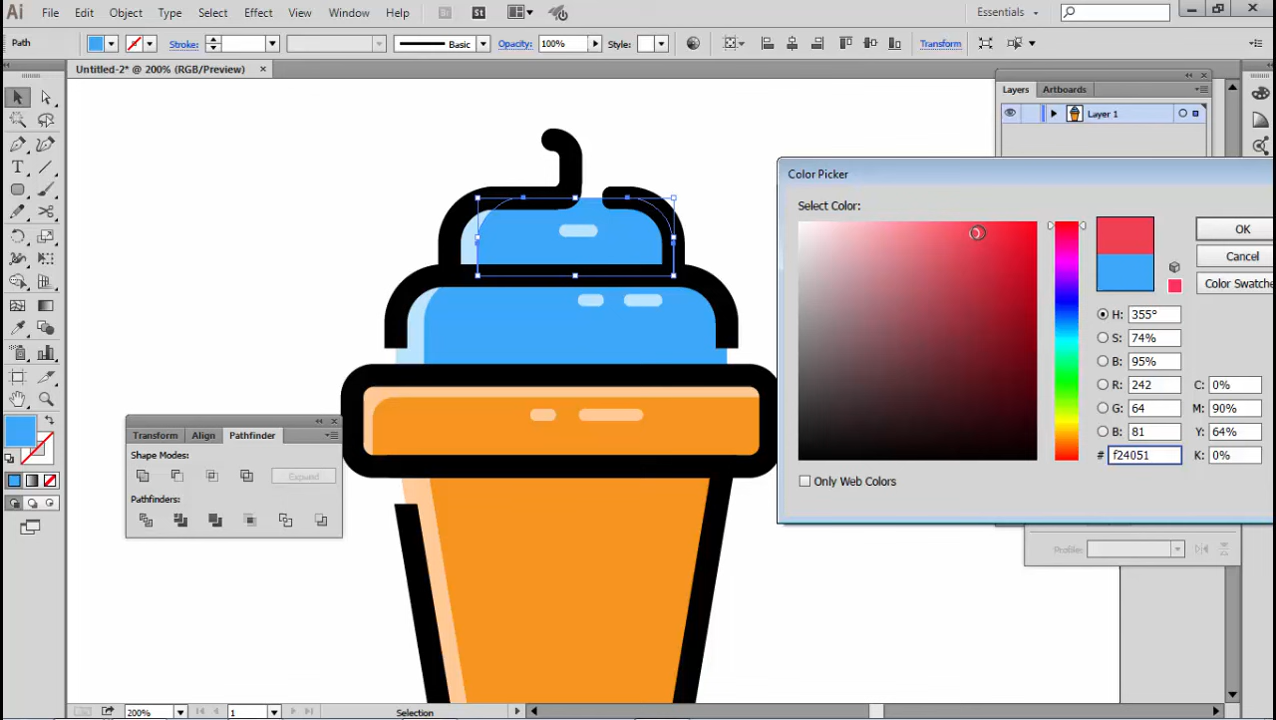 Ai File Edit Object Type Select Effect View Window Help Br St Essentials
Path Stroke: Basic Opacity: 100% Style: Transform
Untitled-2* @ 200% (RGB/Preview)
Layers Artboards
Layer 1
Color Picker
Select Color:
OK
Cancel
Color Swatche
H: 355°
S: 74%
B: 95%
R: 242 C: 0%
G: 64 M: 90%
B: 81 Y: 64%
# f24051 K: 0%
Only Web Colors
Transform Align Pathfinder
Shape Modes:
Expand
Pathfinders:
Profile:
200% 1 Selection